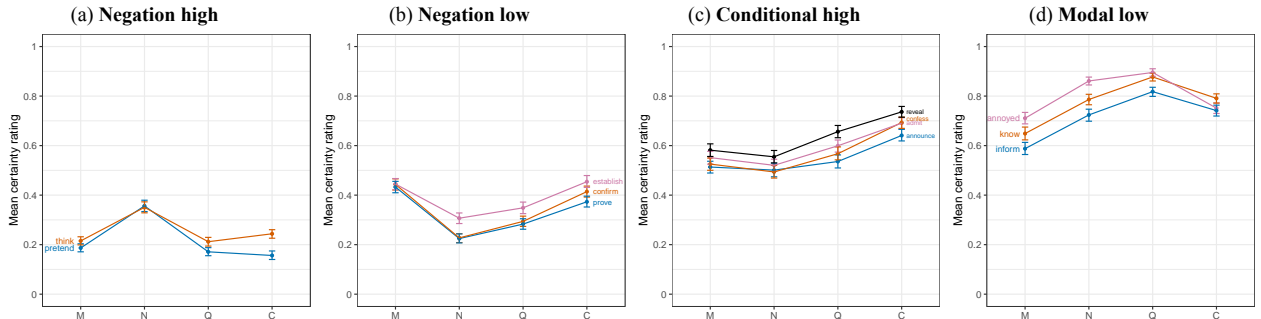 (a) Negation high
Mean certainty rating
1
0.8
0.6
0.4
0.2
0
think
pretend
M N Q C
(b) Negation low
Mean certainty rating
1
0.8
0.6
0.4
0.2
0
establish
confirm
prove
M N Q C
(c) Conditional high
Mean certainty rating
1
0.8
0.6
0.4
0.2
0
reveal
confess
announce
M N Q C
(d) Modal low
Mean certainty rating
1
0.8
0.6
0.4
0.2
0
annoyed
know
inform
M N Q C